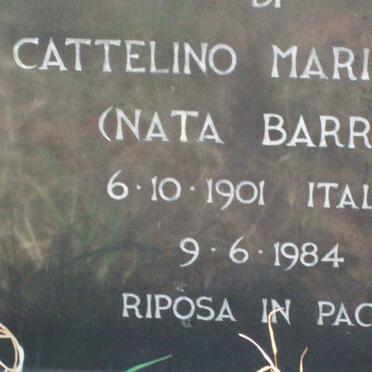 DI
CATTELINO MARI
(NATA BARR
6·10·1901 ITAL
9·6·1984
RIPOSA IN PAC